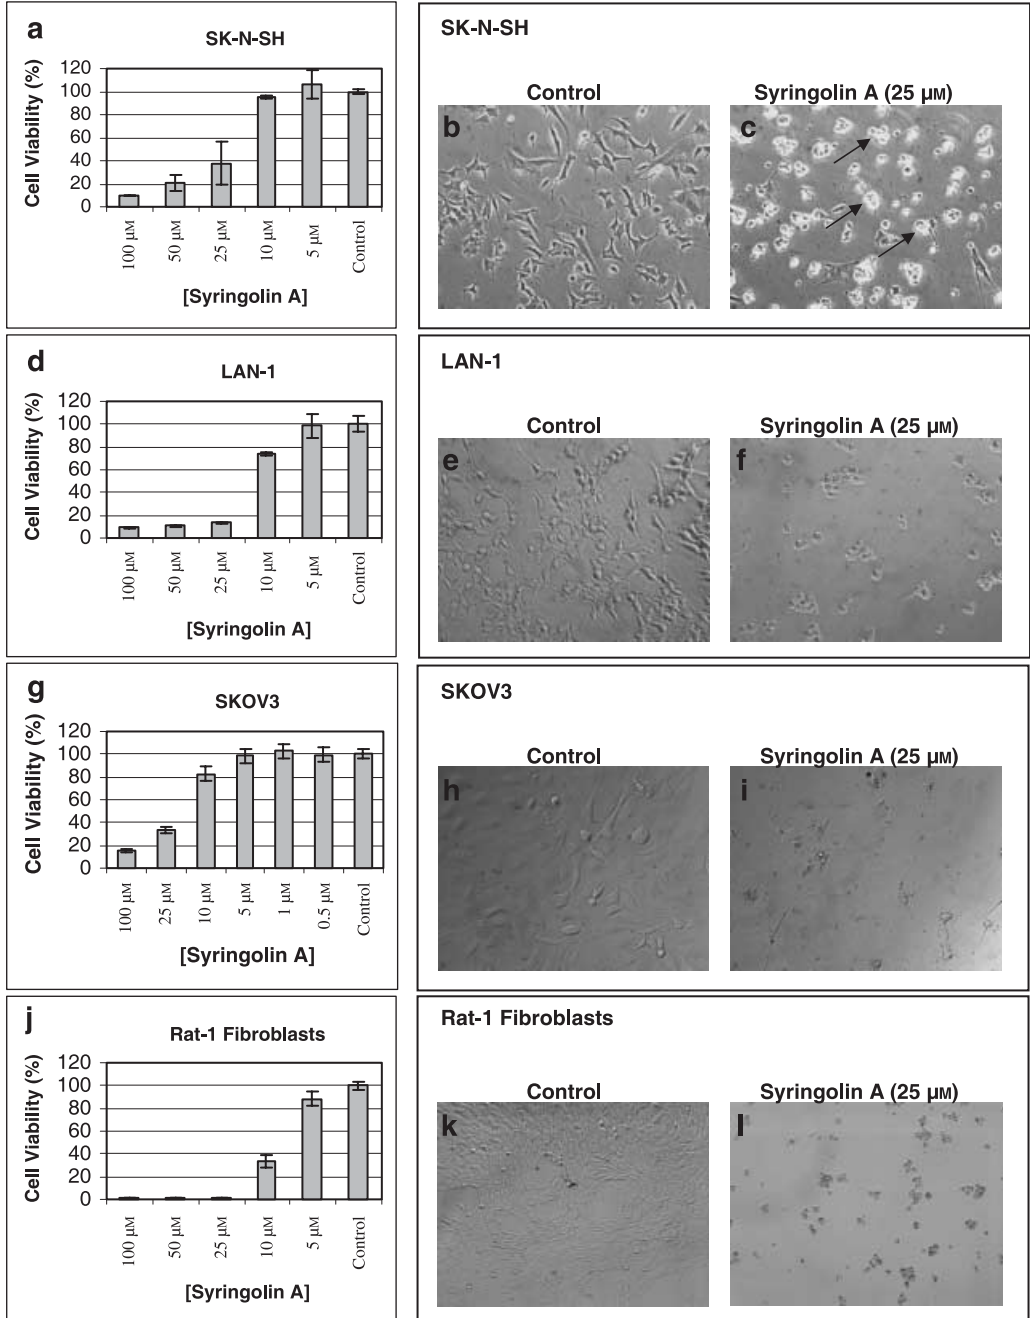 a
SK-N-SH
Cell Viability (%)
120
100
80
60
40
20
0
100 µM
50 µM
25 µM
10 µM
5 µM
Control
[Syringolin A]
SK-N-SH
Control
Syringolin A (25 µM)
b
c
d
LAN-1
Cell Viability (%)
120
100
80
60
40
20
0
100 µM
50 µM
25 µM
10 µM
5 µM
Control
[Syringolin A]
LAN-1
Control
Syringolin A (25 µM)
e
f
g
SKOV3
Cell Viability (%)
120
100
80
60
40
20
0
100 µM
25 µM
10 µM
5 µM
1 µM
0.5 µM
Control
[Syringolin A]
SKOV3
Control
Syringolin A (25 µM)
h
i
j
Rat-1 Fibroblasts
Cell Viability (%)
120
100
80
60
40
20
0
100 µM
50 µM
25 µM
10 µM
5 µM
Control
[Syringolin A]
Rat-1 Fibroblasts
Control
Syringolin A (25 µM)
k
l